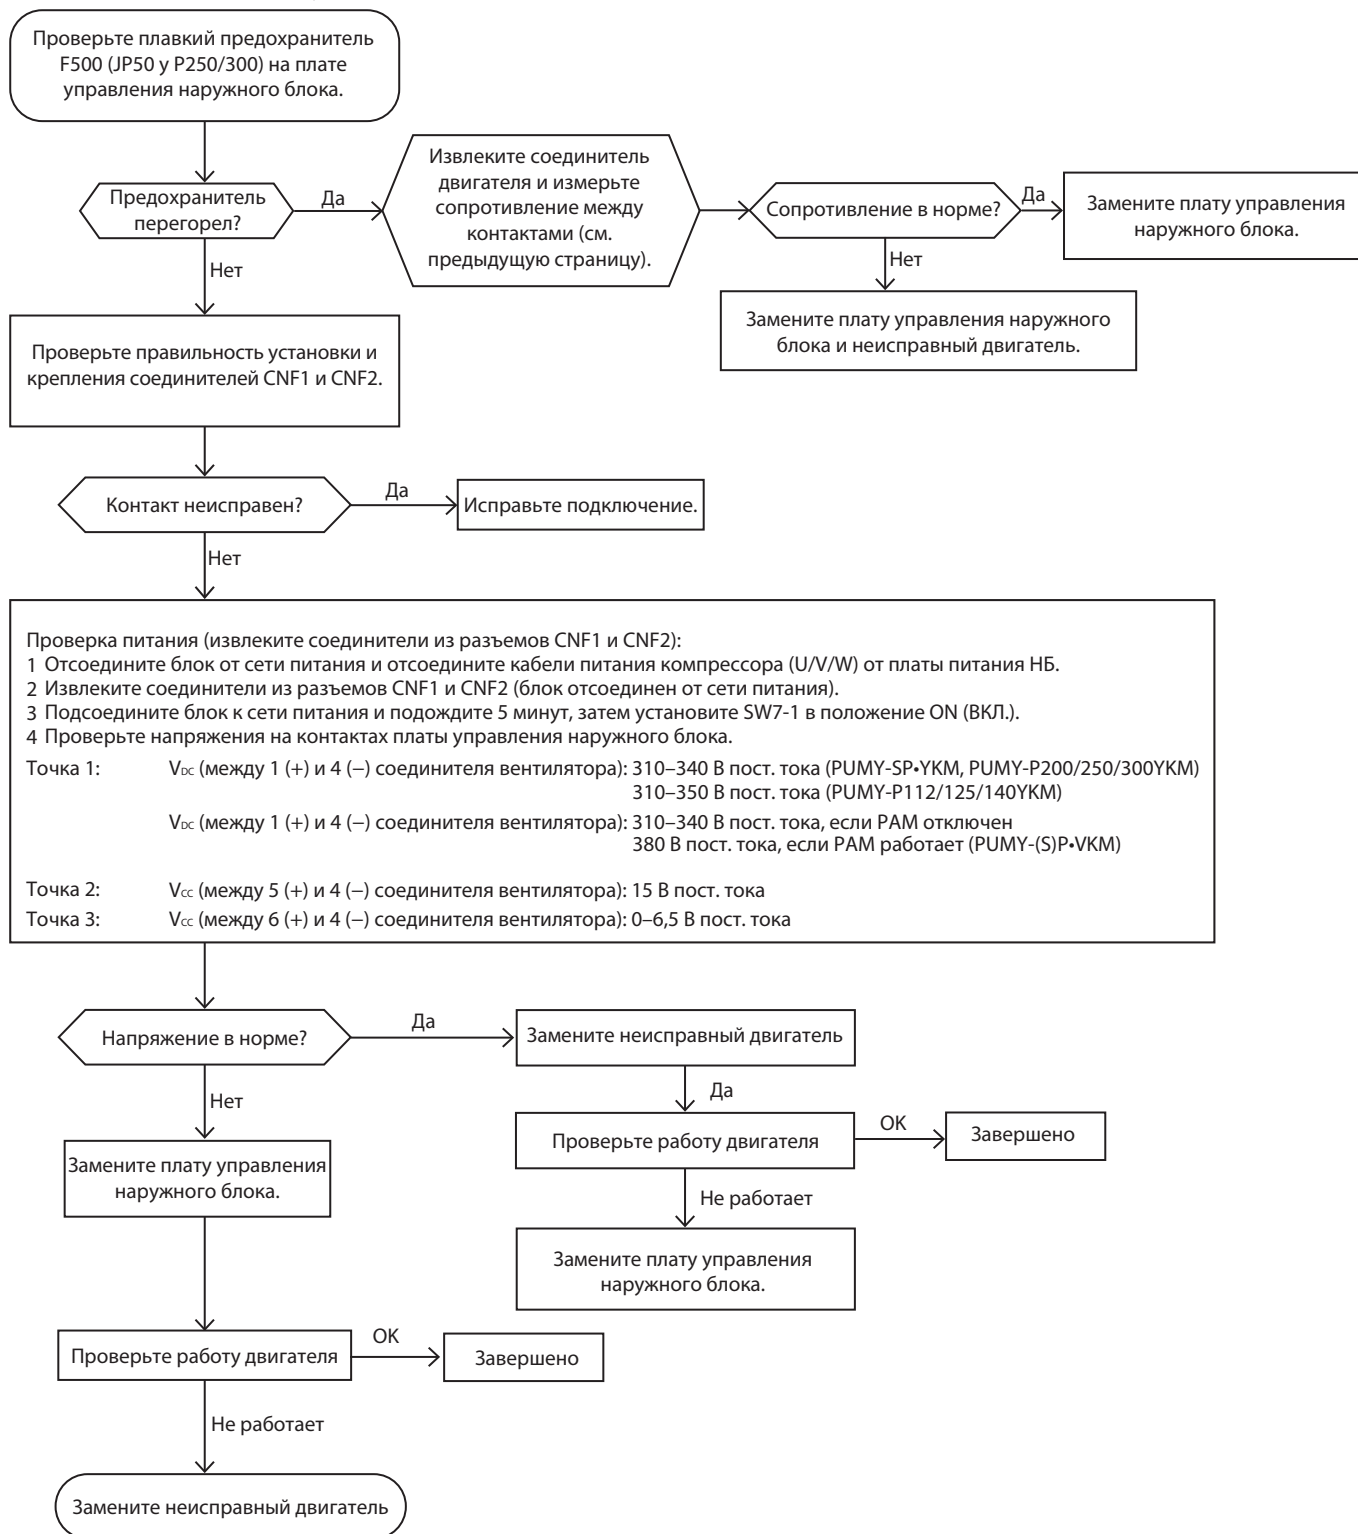 Проверьте плавкий предохранитель
F500 (JP50 у P250/300) на плате
управления наружного блока.
Предохранитель
перегорел?
Да
Извлеките соединитель
двигателя и измерьте
сопротивление между
контактами (см.
предыдущую страницу).
Сопротивление в норме?
Да
Замените плату управления
наружного блока.
Нет
Замените плату управления наружного
блока и неисправный двигатель.
Нет
Проверьте правильность установки и
крепления соединителей CNF1 и CNF2.
Контакт неисправен?
Да
Исправьте подключение.
Нет
Проверка питания (извлеките соединители из разъемов CNF1 и CNF2):
1 Отсоедините блок от сети питания и отсоедините кабели питания компрессора (U/V/W) от платы питания НБ.
2 Извлеките соединители из разъемов CNF1 и CNF2 (блок отсоединен от сети питания).
3 Подсоедините блок к сети питания и подождите 5 минут, затем установите SW7-1 в положение ON (ВКЛ.).
4 Проверьте напряжения на контактах платы управления наружного блока.
Точка 1: VDC (между 1 (+) и 4 (−) соединителя вентилятора): 310–340 В пост. тока (PUMY-SP•YKM, PUMY-P200/250/300YKM)
310–350 В пост. тока (PUMY-P112/125/140YKM)
VDC (между 1 (+) и 4 (−) соединителя вентилятора): 310–340 В пост. тока, если PAM отключен
380 В пост. тока, если PAM работает (PUMY-(S)P•VKM)
Точка 2: VCC (между 5 (+) и 4 (−) соединителя вентилятора): 15 В пост. тока
Точка 3: VCC (между 6 (+) и 4 (−) соединителя вентилятора): 0–6,5 В пост. тока
Напряжение в норме?
Да
Замените неисправный двигатель
Да
Проверьте работу двигателя
OK
Завершено
Не работает
Замените плату управления
наружного блока.
Нет
Замените плату управления
наружного блока.
Проверьте работу двигателя
OK
Завершено
Не работает
Замените неисправный двигатель